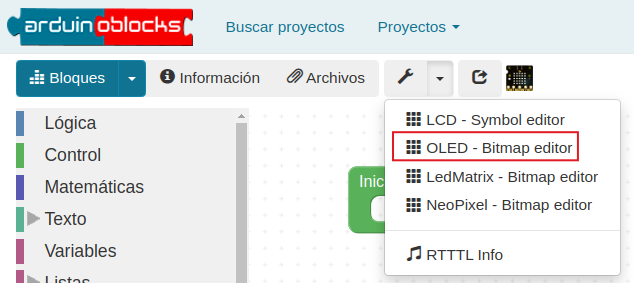 arduinoblocks
Buscar proyectos
Proyectos
Bloques
Información
Archivos
LCD - Symbol editor
OLED - Bitmap editor
LedMatrix - Bitmap editor
NeoPixel - Bitmap editor
RTTTL Info
Lógica
Control
Matemáticas
Texto
Variables
Listas
Inic